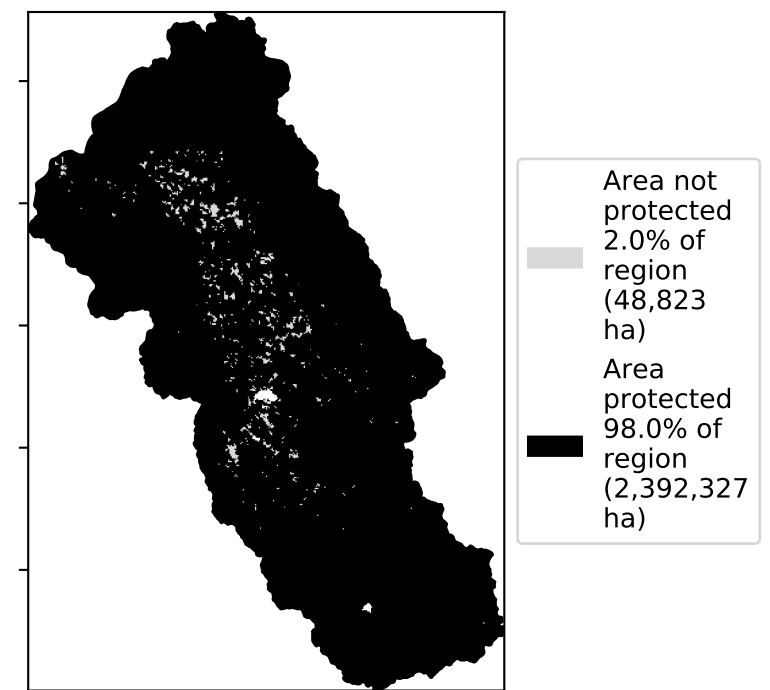 Area not
protected
2.0% of
region
(48,823
ha)
Area
protected
98.0% of
region
(2,392,327
ha)